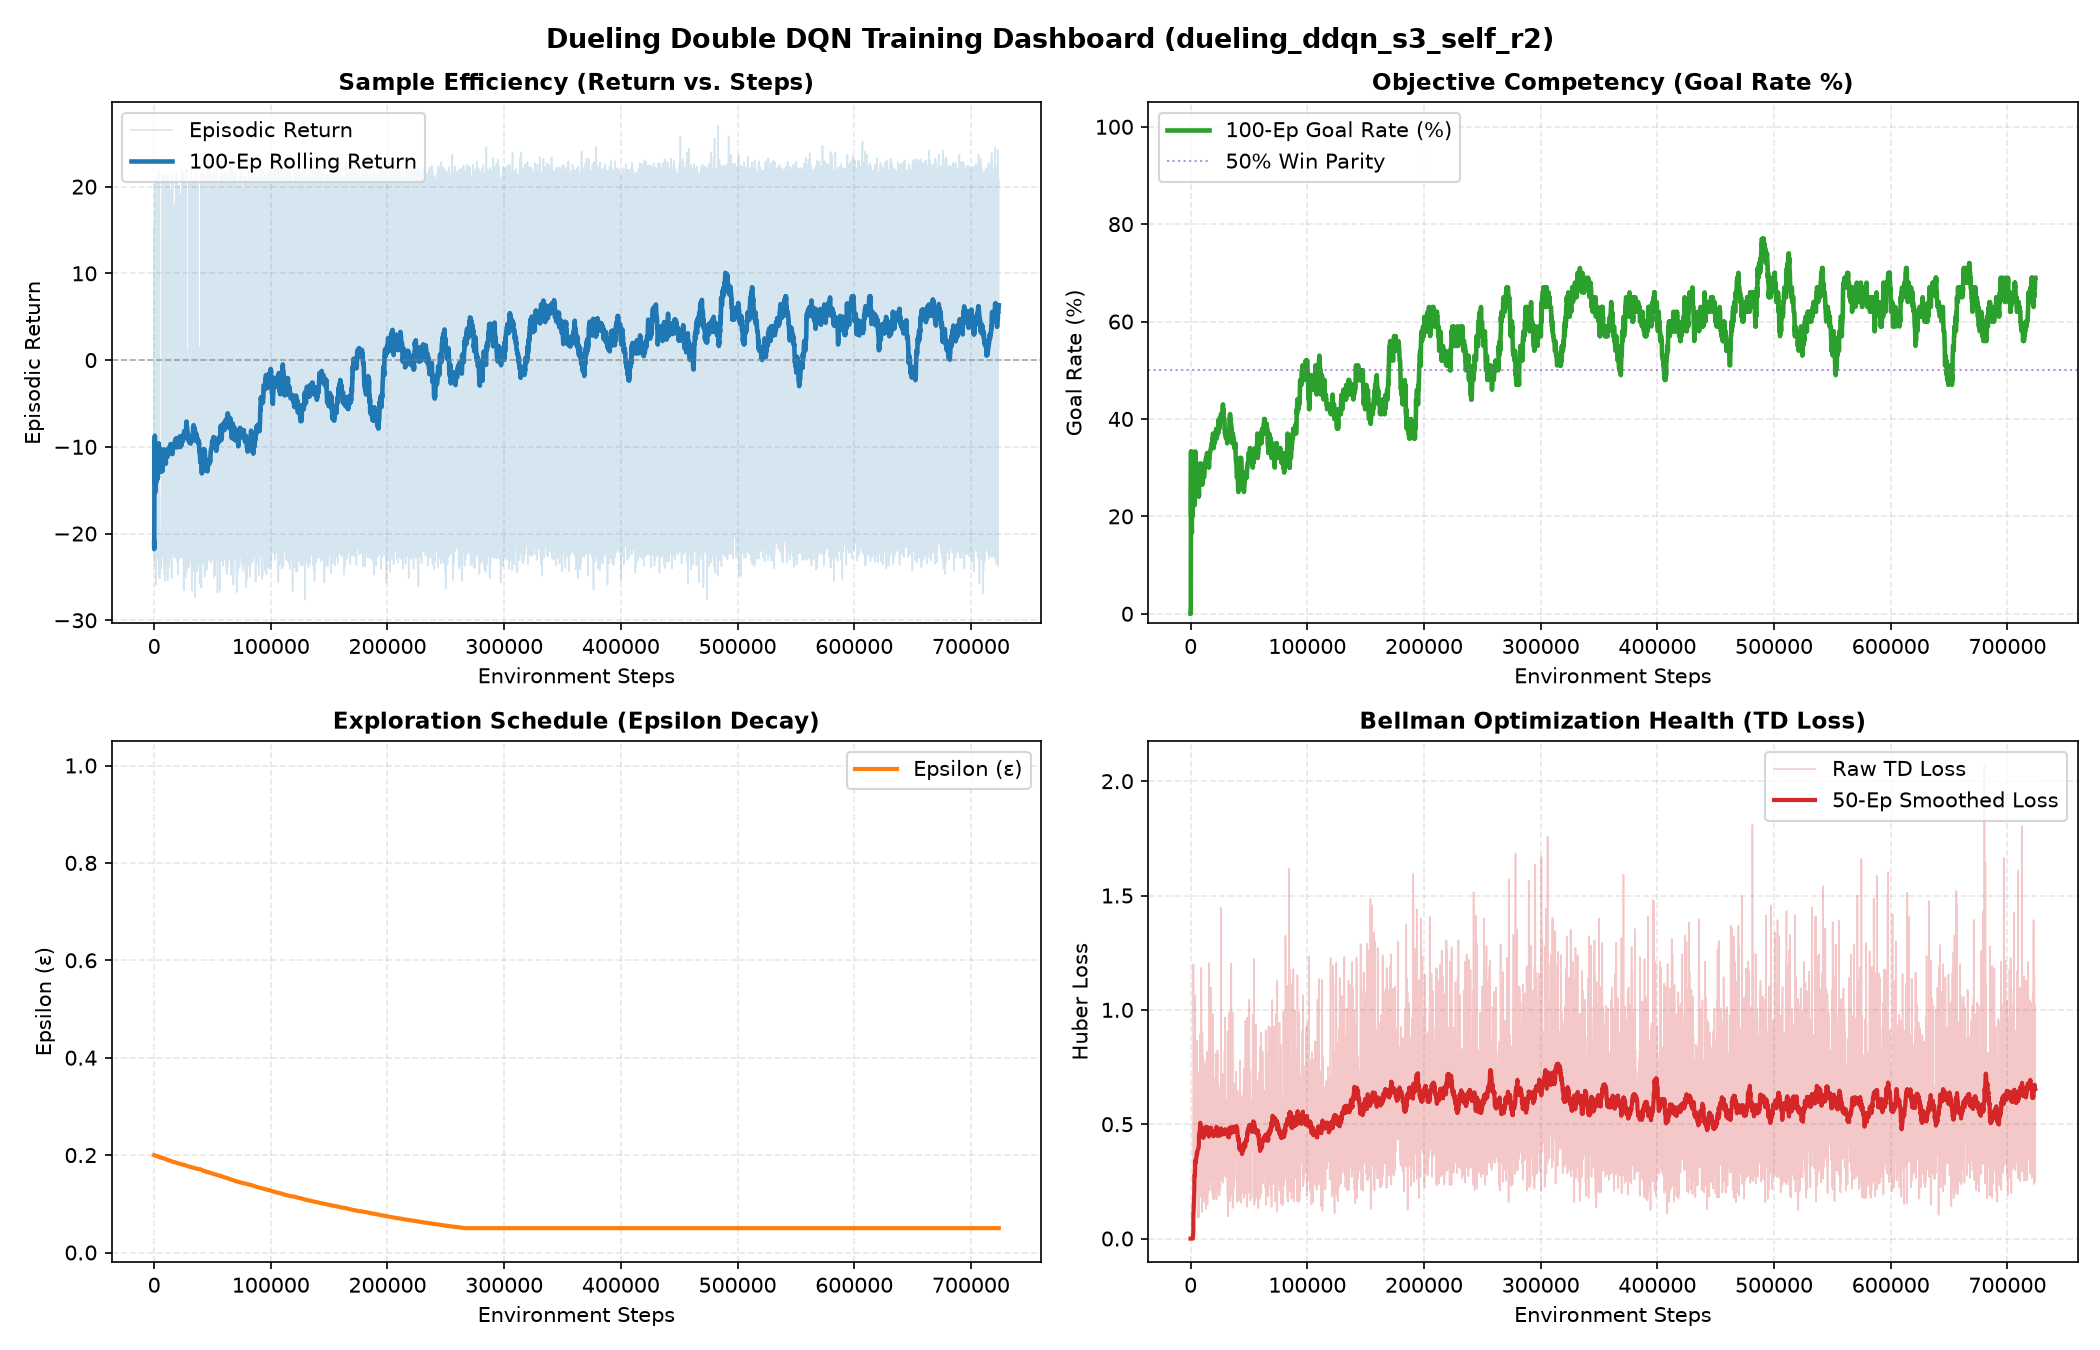 Dueling Double DQN Training Dashboard (dueling_ddqn_s3_self_r2)
Sample Efficiency (Return vs. Steps)
Episodic Return
100-Ep Rolling Return
20
10
0
−10
−20
−30
Episodic Return
0
100000
200000
300000
400000
500000
600000
700000
Environment Steps
Objective Competency (Goal Rate %)
100-Ep Goal Rate (%)
50% Win Parity
100
80
60
40
20
0
Goal Rate (%)
0
100000
200000
300000
400000
500000
600000
700000
Environment Steps
Exploration Schedule (Epsilon Decay)
Epsilon (ε)
1.0
0.8
0.6
0.4
0.2
0.0
Epsilon (ε)
0
100000
200000
300000
400000
500000
600000
700000
Environment Steps
Bellman Optimization Health (TD Loss)
Raw TD Loss
50-Ep Smoothed Loss
2.0
1.5
1.0
0.5
0.0
Huber Loss
0
100000
200000
300000
400000
500000
600000
700000
Environment Steps